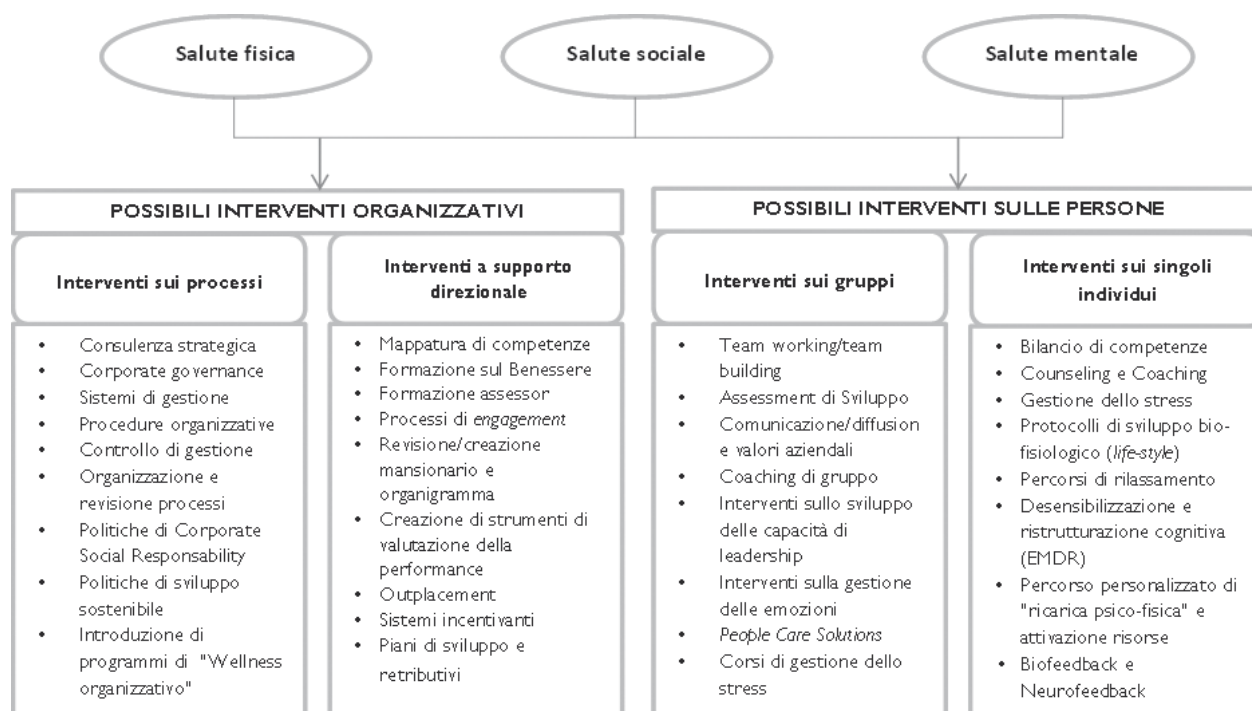 Salute fisica
Salute sociale
Salute mentale
POSSIBILI INTERVENTI ORGANIZZATIVI
Interventi sui processi
• Consulenza strategica
• Corporate governance
• Sistemi di gestione
• Procedure organizzative
• Controllo di gestione
• Organizzazione e
revisione processi
• Politiche di Corporate
Social Responsability
• Politiche di sviluppo
sostenibile
• Introduzione di
programmi di "Wellness
organizzativo"
Interventi a supporto
direzionale
• Mappatura di competenze
• Formazione sul Benessere
• Formazione assessor
• Processi di engagement
• Revisione/creazione
mansionario e
organigramma
• Creazione di strumenti di
valutazione della
performance
• Outplacement
• Sistemi incentivanti
• Piani di sviluppo e
retributivi
POSSIBILI INTERVENTI SULLE PERSONE
Interventi sui gruppi
• Team working/team
building
• Assessment di Sviluppo
• Comunicazione/diffusion
e valori aziendali
• Coaching di gruppo
• Interventi sullo sviluppo
delle capacità di
leadership
• Interventi sulla gestione
delle emozioni
• People Care Solutions
• Corsi di gestione dello
stress
Interventi sui singoli
individui
• Bilancio di competenze
• Counseling e Coaching
• Gestione dello stress
• Protocolli di sviluppo bio-
fisiologico (life-style)
• Percorsi di rilassamento
• Desensibilizzazione e
ristrutturazione cognitiva
(EMDR)
• Percorso personalizzato di
"ricarica psico-fisica" e
attivazione risorse
• Biofeedback e
Neurofeedback